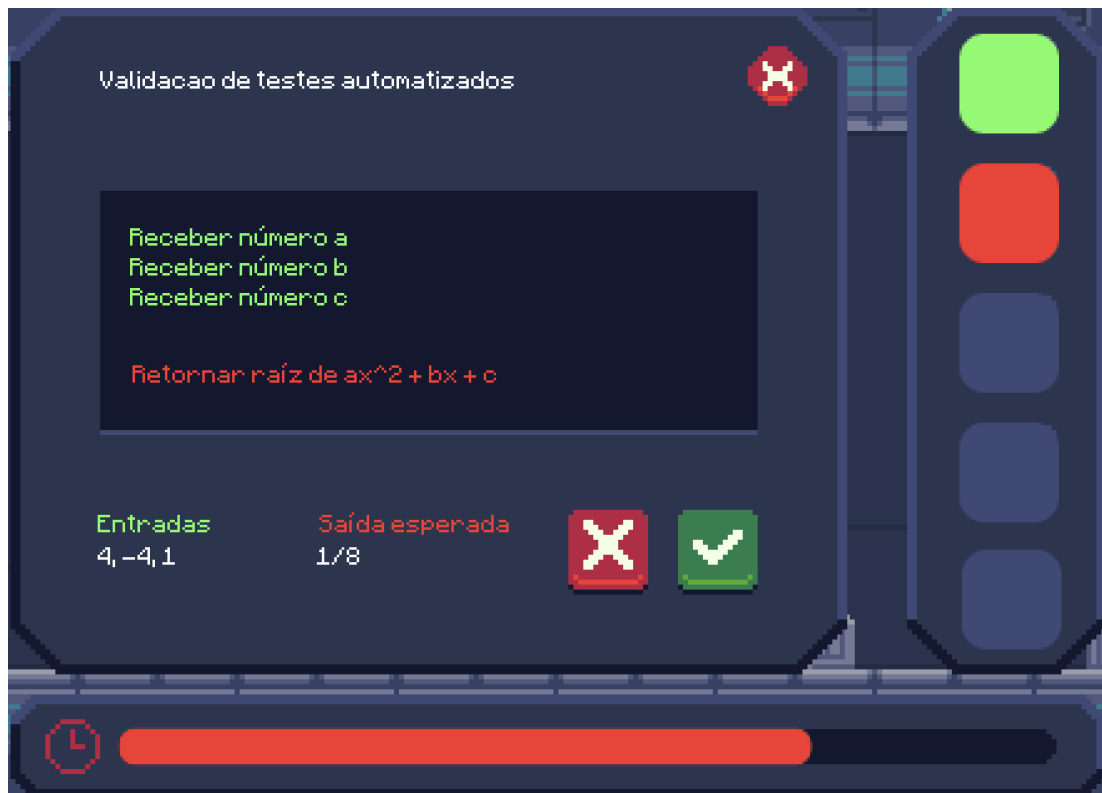 Validacao de testes automatizados
Receber número a
Receber número b
Receber número c
Retornar raíz de ax^2 + bx + c
Entradas
4,-4,1
Saída esperada
1/8